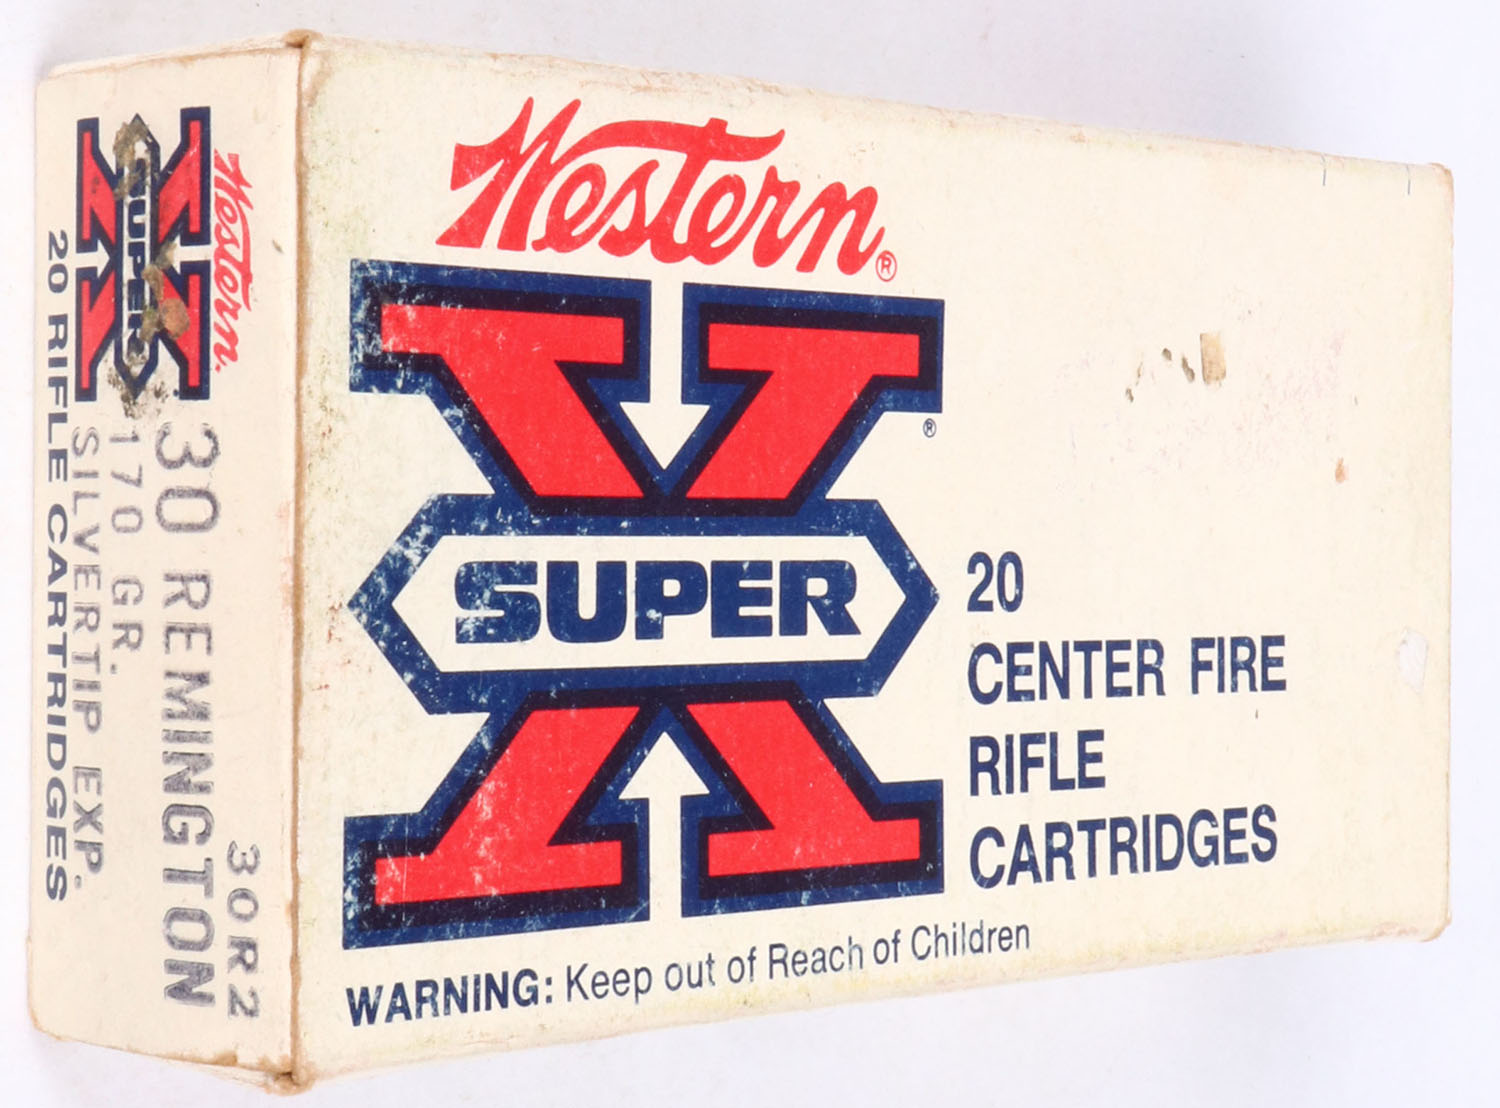 Western®
SUPER
®
20
CENTER FIRE
RIFLE
CARTRIDGES
WARNING: Keep out of Reach of Children
Western.
SUPER
30R2
30 REMINGTON
170 GR.
SILVERTIP EXP.
20 RIFLE CARTRIDGES